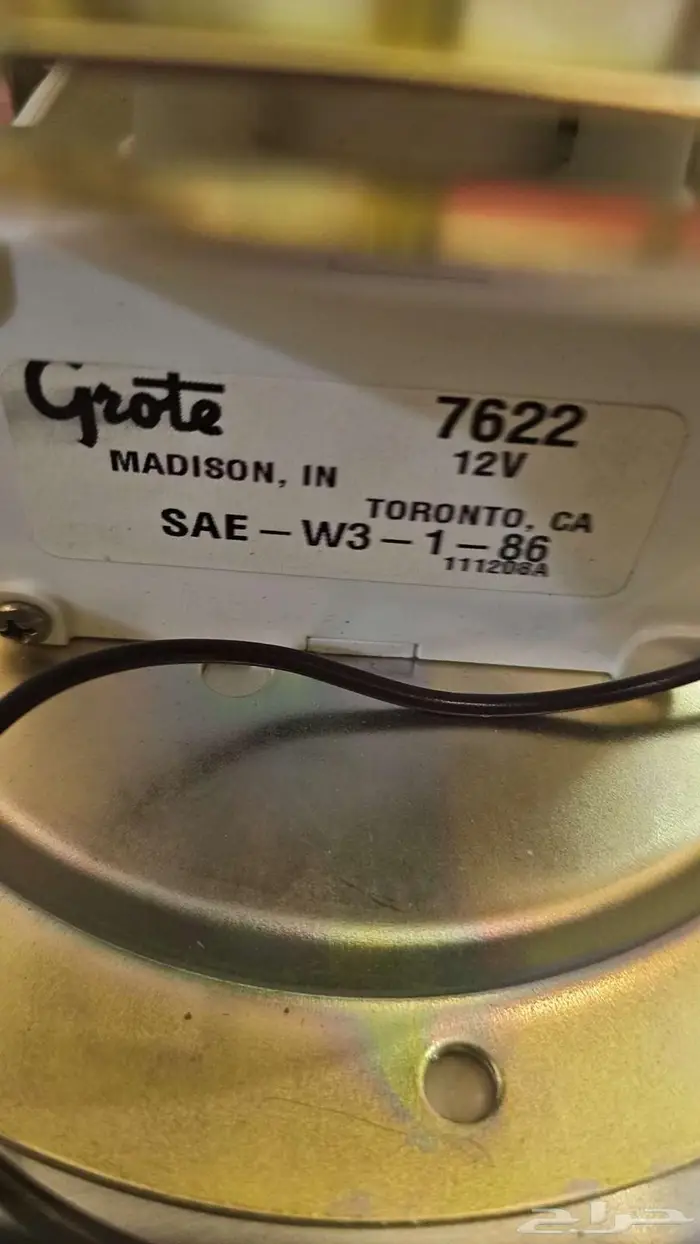 Grote 7622
12V
MADISON, IN
TORONTO, CA
SAE – W3 – 1 – 86
111208A
حراج